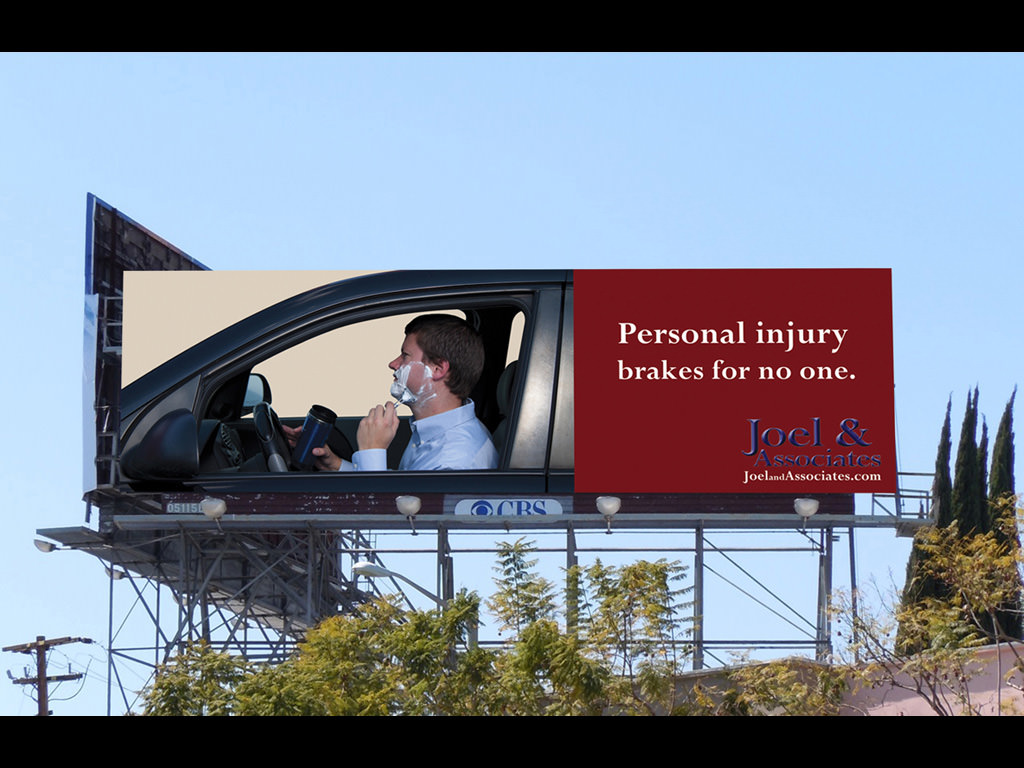 Personal injury
brakes for no one.
Joel &
Associates
JoelandAssociates.com
CBS